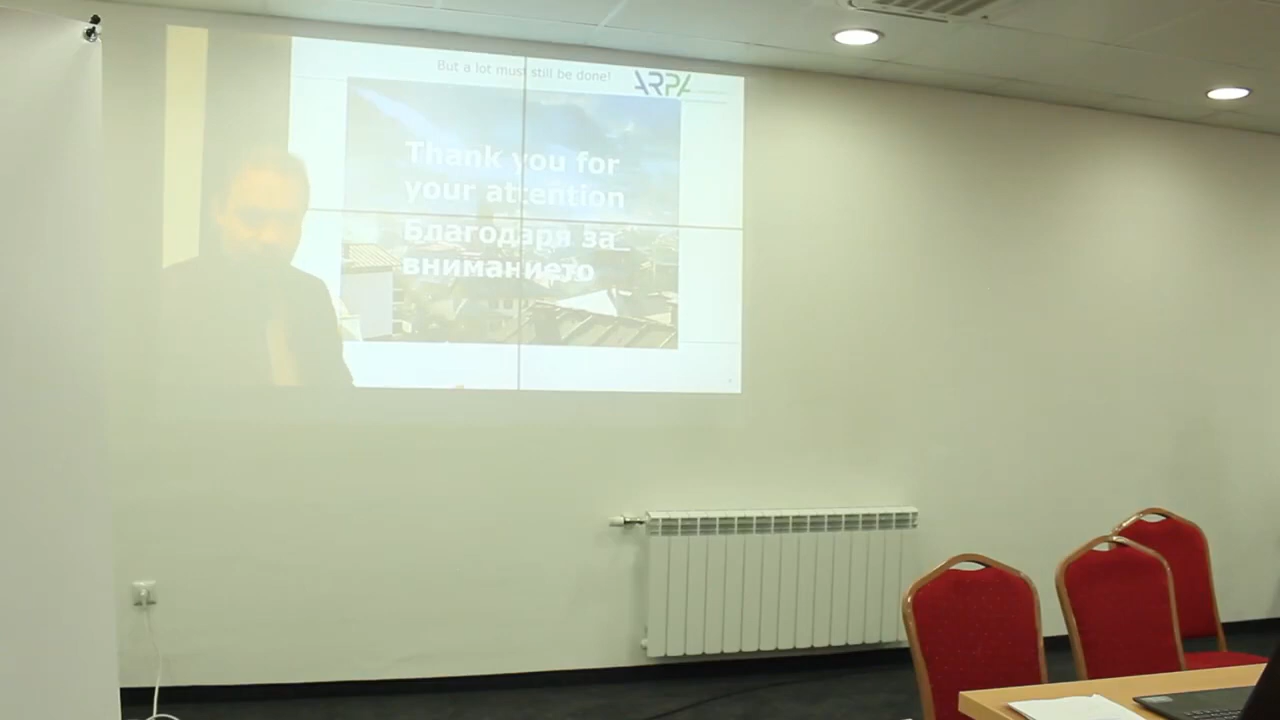 But a lot must still be done!
ARPA
Thank you for
your attention
Благодаря за
вниманието